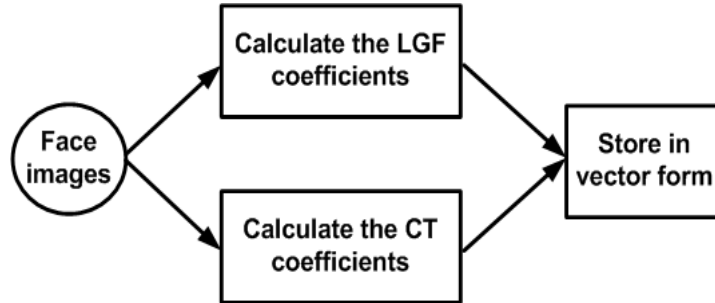 Calculate the LGF
coefficients
Face
images
Store in
vector form
Calculate the CT
coefficients